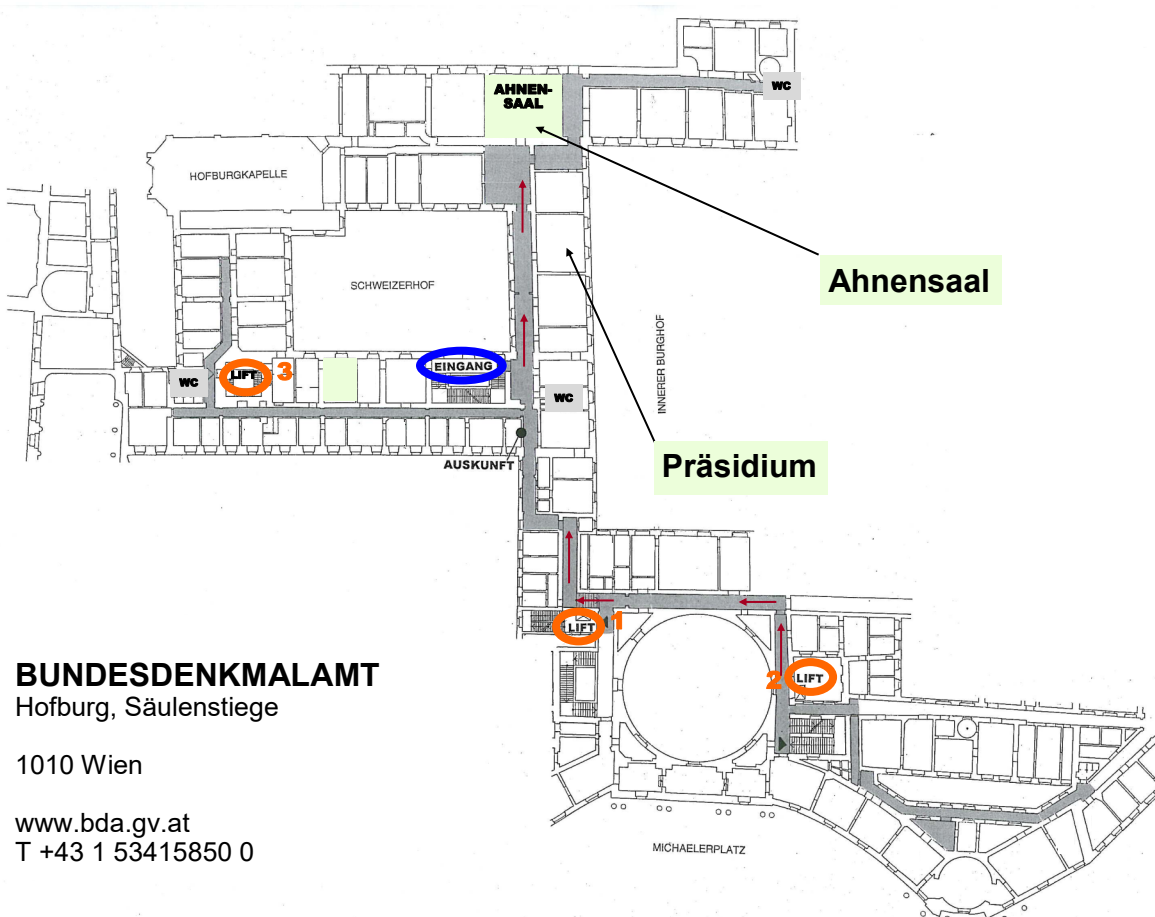 WC
AHNEN-
SAAL
HOFBURGKAPELLE
Ahnensaal
SCHWEIZERHOF
INNERER BURGHOF
EINGANG
LIFT
3
WC
WC
AUSKUNFT
Präsidium
LIFT
1
2
LIFT
BUNDESDENKMALAMT
Hofburg, Säulenstiege
1010 Wien
www.bda.gv.at
T +43 1 53415850 0
MICHAELERPLATZ